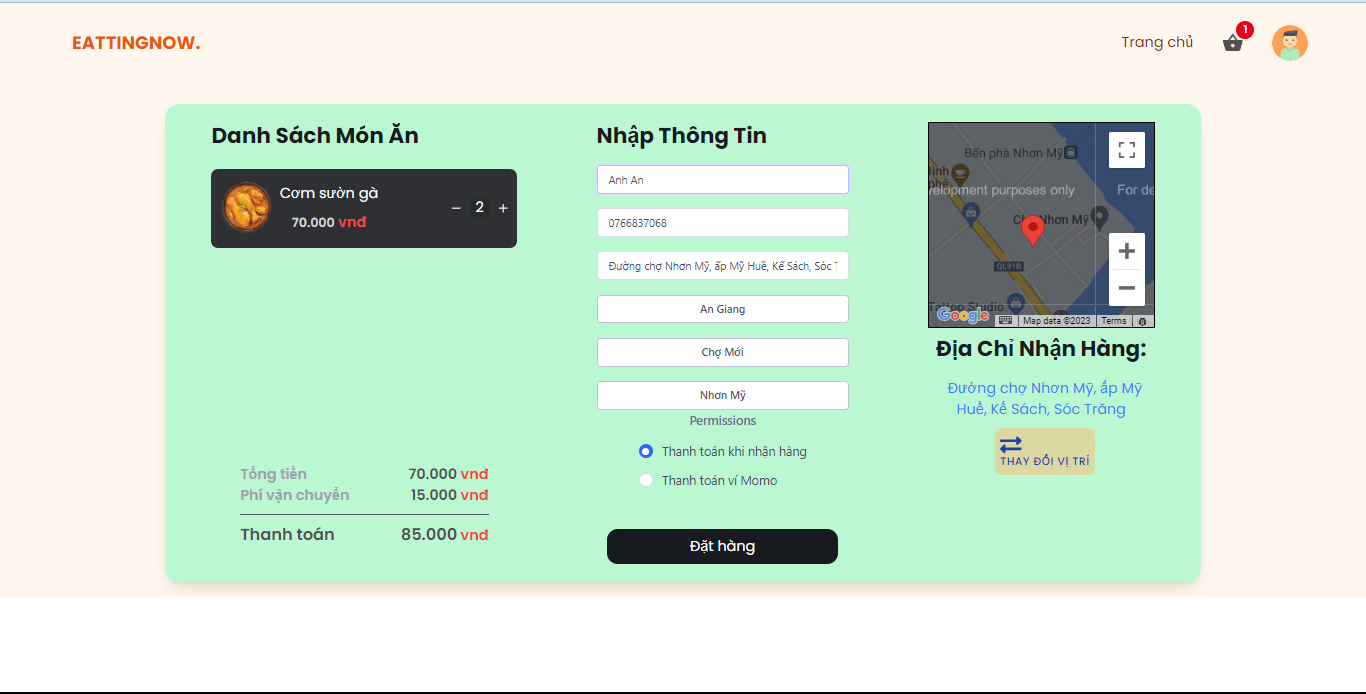 EATTINGNOW.
Trang chủ
1
Danh Sách Món Ăn
Cơm sườn gà
70.000 vnđ
2
Tổng tiền 70.000 vnđ
Phí vận chuyển 15.000 vnđ
Thanh toán 85.000 vnđ
Nhập Thông Tin
Anh An
0766837068
Đường chợ Nhơn Mỹ, ấp Mỹ Huề, Kế Sách, Sóc
An Giang
Chợ Mới
Nhơn Mỹ
Permissions
Thanh toán khi nhận hàng
Thanh toán ví Momo
Đặt hàng
Bến phà Nhơn Mỹ
velopment purposes only For de
Nhơn Mỹ
QL91B
Tattoo Studio
Google Map data ©2023 Terms
Địa Chỉ Nhận Hàng:
Đường chợ Nhơn Mỹ, ấp Mỹ
Huề, Kế Sách, Sóc Trăng
THAY ĐỔI VỊ TRÍ